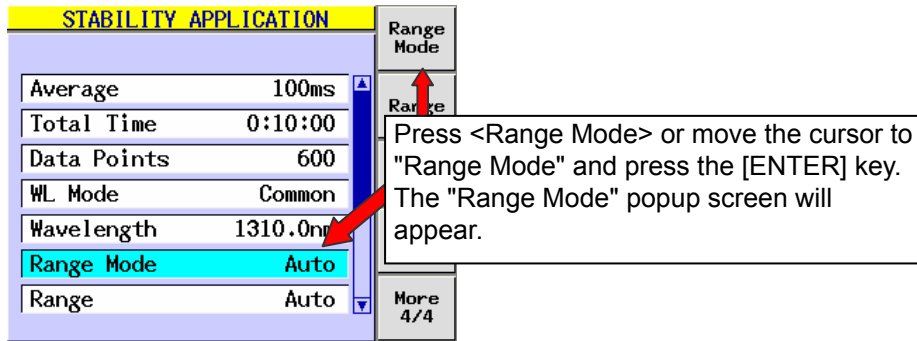 STABILITY APPLICATION
Average 100ms
Total Time 0:10:00
Data Points 600
WL Mode Common
Wavelength 1310.0nm
Range Mode Auto
Range Auto
Range
Mode
Range
More
4/4
Press <Range Mode> or move the cursor to
"Range Mode" and press the [ENTER] key.
The "Range Mode" popup screen will
appear.